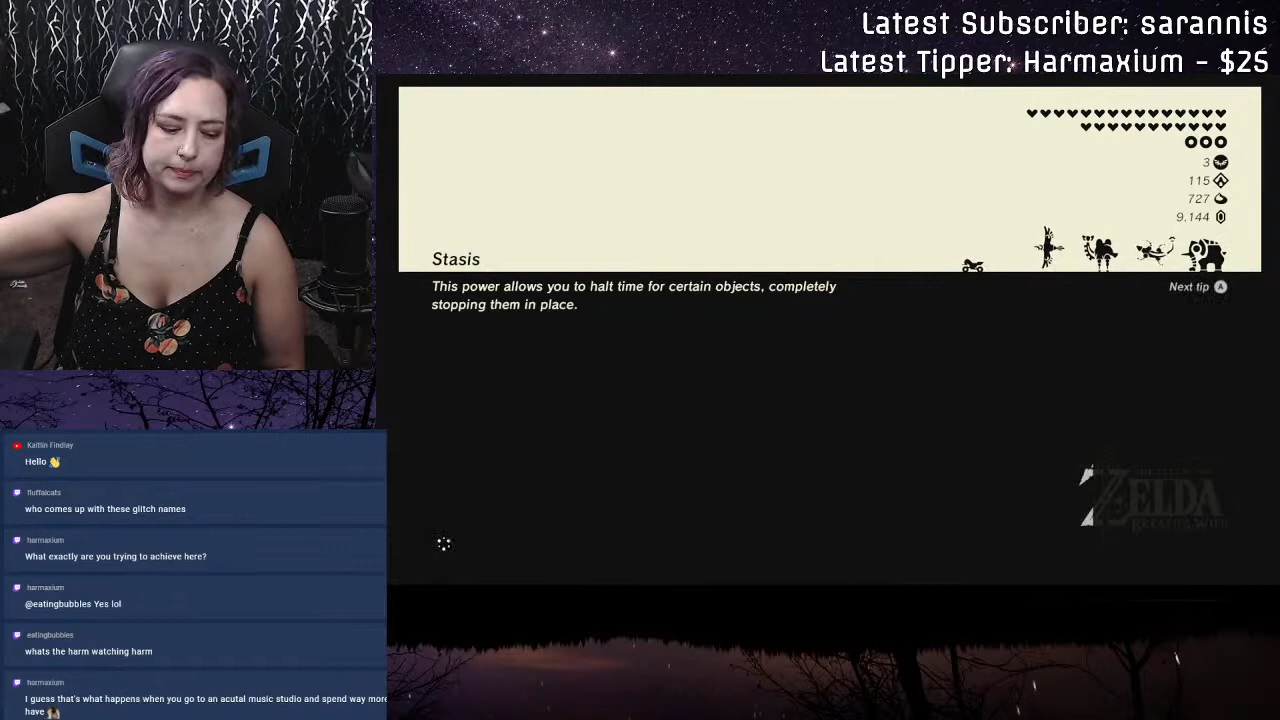 Latest Subscriber: sarannis
Latest Tipper: Harmaxium - $25
3
115
727
9,144
Stasis
This power allows you to halt time for certain objects, completely
stopping them in place.
Next tip A
ZELDA
Kaitlin Findlay
Hello 👋
fluffalcats
who comes up with these glitch names
harmaxium
What exactly are you trying to achieve here?
harmaxium
@eatingbubbles Yes lol
eatingbubbles
whats the harm watching harm
harmaxium
I guess that's what happens when you go to an acutal music studio and spend way more
have